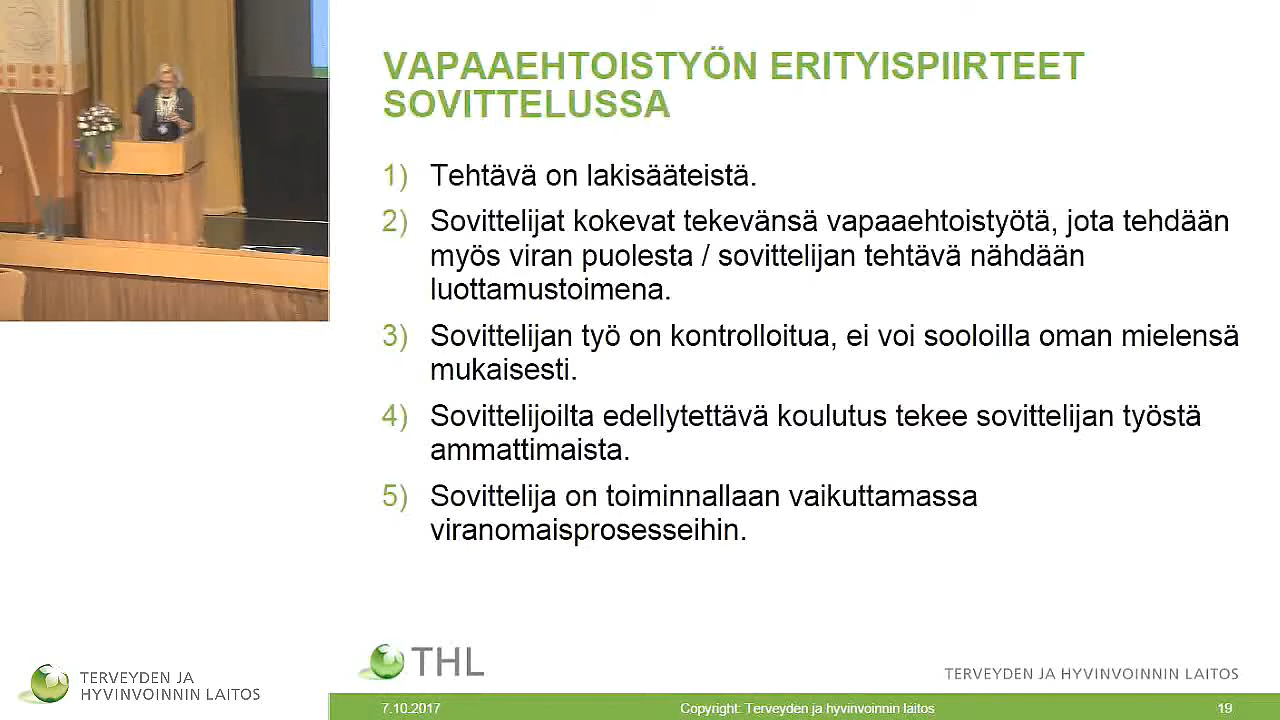 VAPAAEHTOISTYÖN ERITYISPIIRTEET
SOVITTELUSSA
1) Tehtävä on lakisääteistä.
2) Sovittelijat kokevat tekevänsä vapaaehtoistyötä, jota tehdään
myös viran puolesta / sovittelijan tehtävä nähdään
luottamustoimena.
3) Sovittelijan työ on kontrolloitua, ei voi sooloilla oman mielensä
mukaisesti.
4) Sovittelijoilta edellytettävä koulutus tekee sovittelijan työstä
ammattimaista.
5) Sovittelija on toiminnallaan vaikuttamassa
viranomaisprosesseihin.
TERVEYDEN JA
HYVINVOINNIN LAITOS
THL
TERVEYDEN JA HYVINVOINNIN LAITOS
7.10.2017
Copyright: Terveyden ja hyvinvoinnin laitos
19